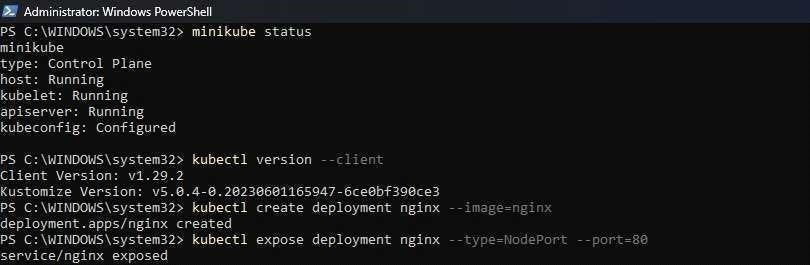 Administrator: Windows PowerShell
PS C:\WINDOWS\system32> minikube status
minikube
type: Control Plane
host: Running
kubelet: Running
apiserver: Running
kubeconfig: Configured
PS C:\WINDOWS\system32> kubectl version --client
Client Version: v1.29.2
Kustomize Version: v5.0.4-0.20230601165947-6ce0bf390ce3
PS C:\WINDOWS\system32> kubectl create deployment nginx --image=nginx
deployment.apps/nginx created
PS C:\WINDOWS\system32> kubectl expose deployment nginx --type=NodePort --port=80
service/nginx exposed